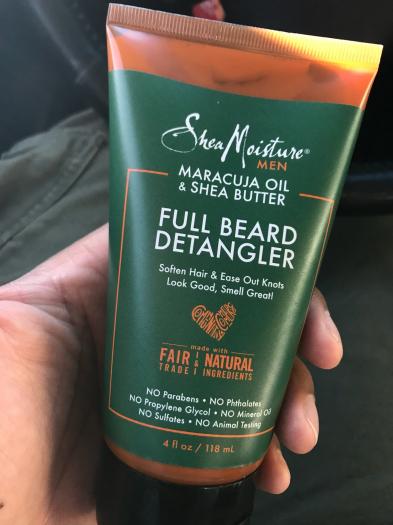 SheaMoisture®
MEN
MARACUJA OIL
& SHEA BUTTER
FULL BEARD
DETANGLER
Soften Hair & Ease Out Knots
Look Good, Smell Great!
COMMUNITY COMMERCE
made with
FAIR & NATURAL
TRADE INGREDIENTS
NO Parabens • NO Phthalates
NO Propylene Glycol • NO Mineral Oil
NO Sulfates • NO Animal Testing
4 fl oz / 118 mL